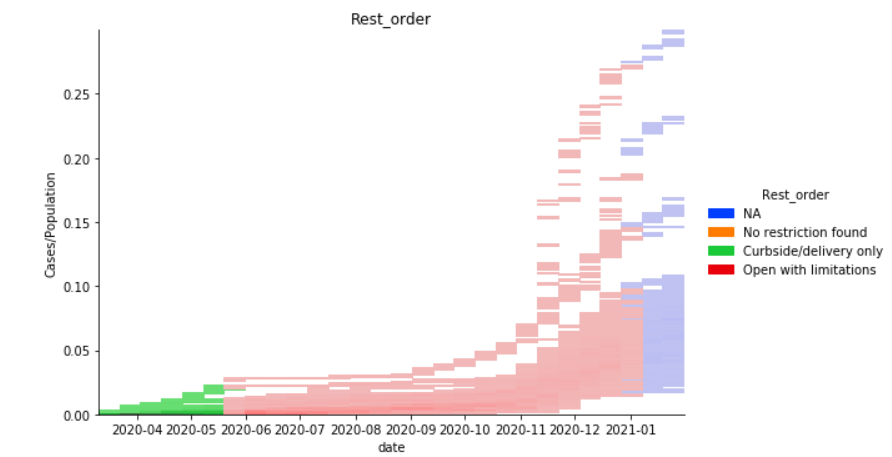 Rest_order
Cases/Population
0.25
0.20
0.15
0.10
0.05
0.00
2020-04 2020-05 2020-06 2020-07 2020-08 2020-09 2020-10 2020-11 2020-12 2021-01
date
Rest_order
NA
No restriction found
Curbside/delivery only
Open with limitations